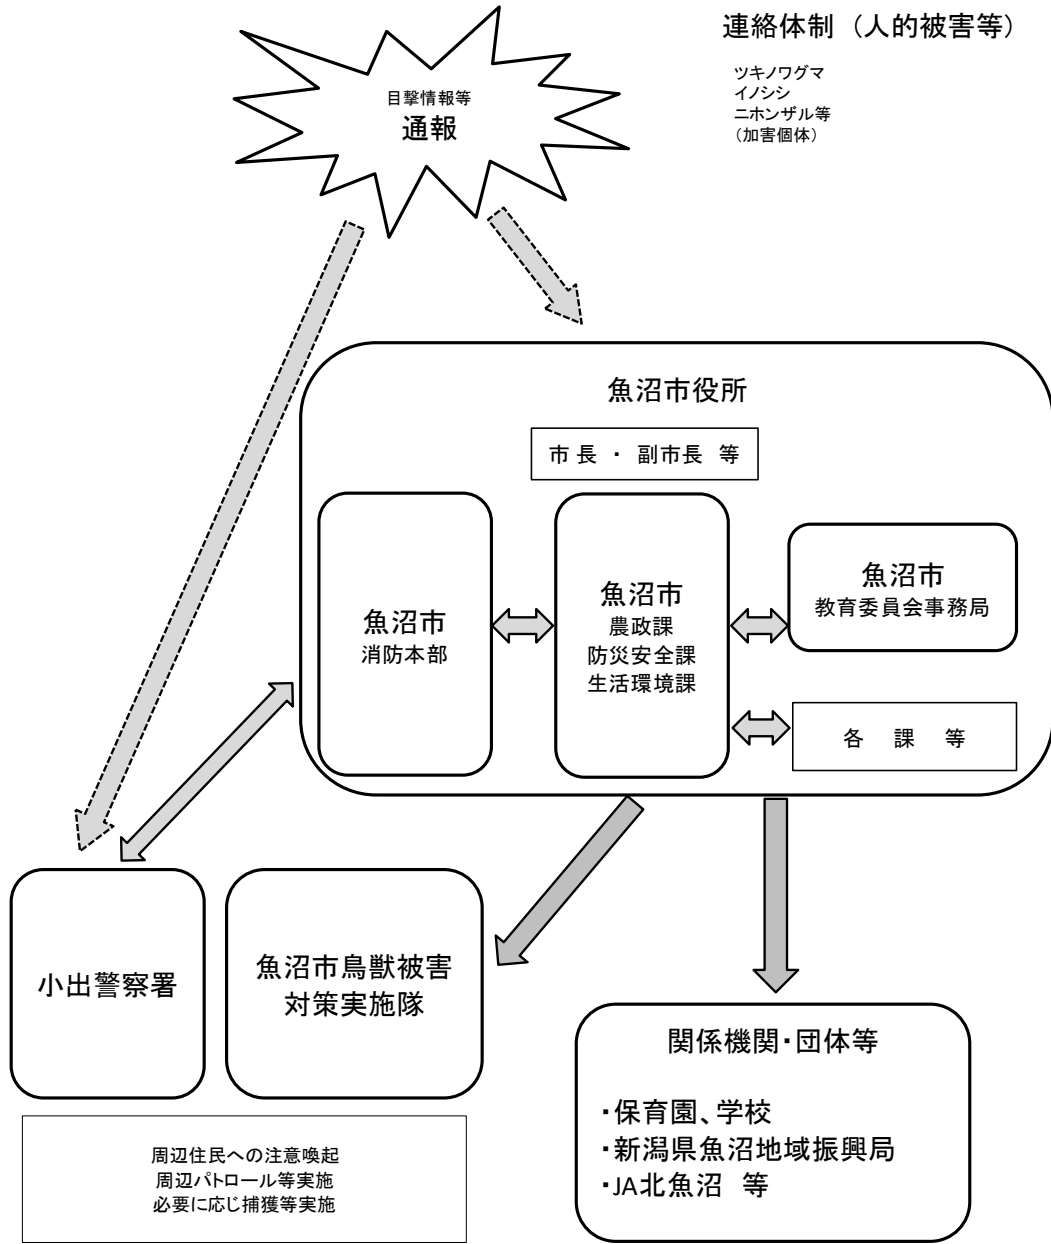 連絡体制（人的被害等）
ツキノワグマ
イノシシ
ニホンザル等
（加害個体）
目撃情報等
通報
魚沼市役所
市長・副市長 等
魚沼市
消防本部
魚沼市
農政課
防災安全課
生活環境課
魚沼市
教育委員会事務局
各 課 等
小出警察署
魚沼市鳥獣被害
対策実施隊
関係機関・団体等
・保育園、学校
・新潟県魚沼地域振興局
・JA北魚沼 等
周辺住民への注意喚起
周辺パトロール等実施
必要に応じ捕獲等実施